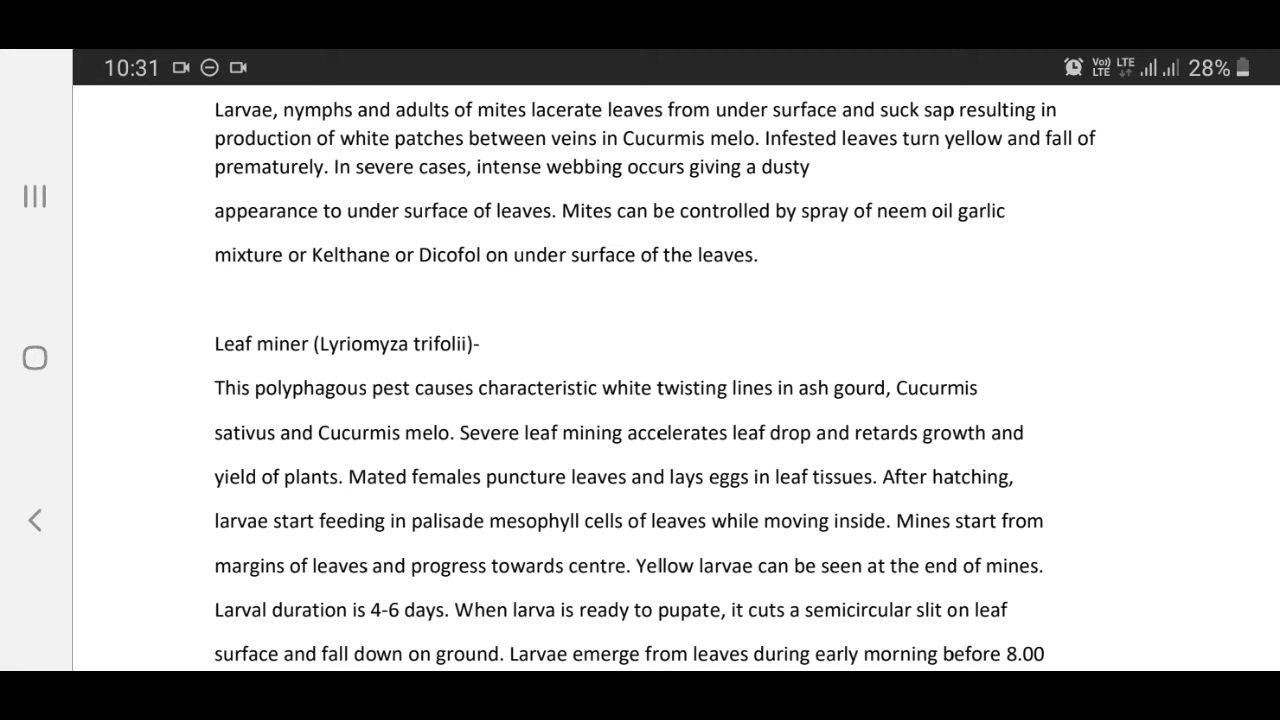 10:31
Vo)) LTE LTE 28%
Larvae, nymphs and adults of mites lacerate leaves from under surface and suck sap resulting in
production of white patches between veins in Cucurmis melo. Infested leaves turn yellow and fall of
prematurely. In severe cases, intense webbing occurs giving a dusty
appearance to under surface of leaves. Mites can be controlled by spray of neem oil garlic
mixture or Kelthane or Dicofol on under surface of the leaves.
Leaf miner (Lyriomyza trifolii)-
This polyphagous pest causes characteristic white twisting lines in ash gourd, Cucurmis
sativus and Cucurmis melo. Severe leaf mining accelerates leaf drop and retards growth and
yield of plants. Mated females puncture leaves and lays eggs in leaf tissues. After hatching,
larvae start feeding in palisade mesophyll cells of leaves while moving inside. Mines start from
margins of leaves and progress towards centre. Yellow larvae can be seen at the end of mines.
Larval duration is 4-6 days. When larva is ready to pupate, it cuts a semicircular slit on leaf
surface and fall down on ground. Larvae emerge from leaves during early morning before 8.00